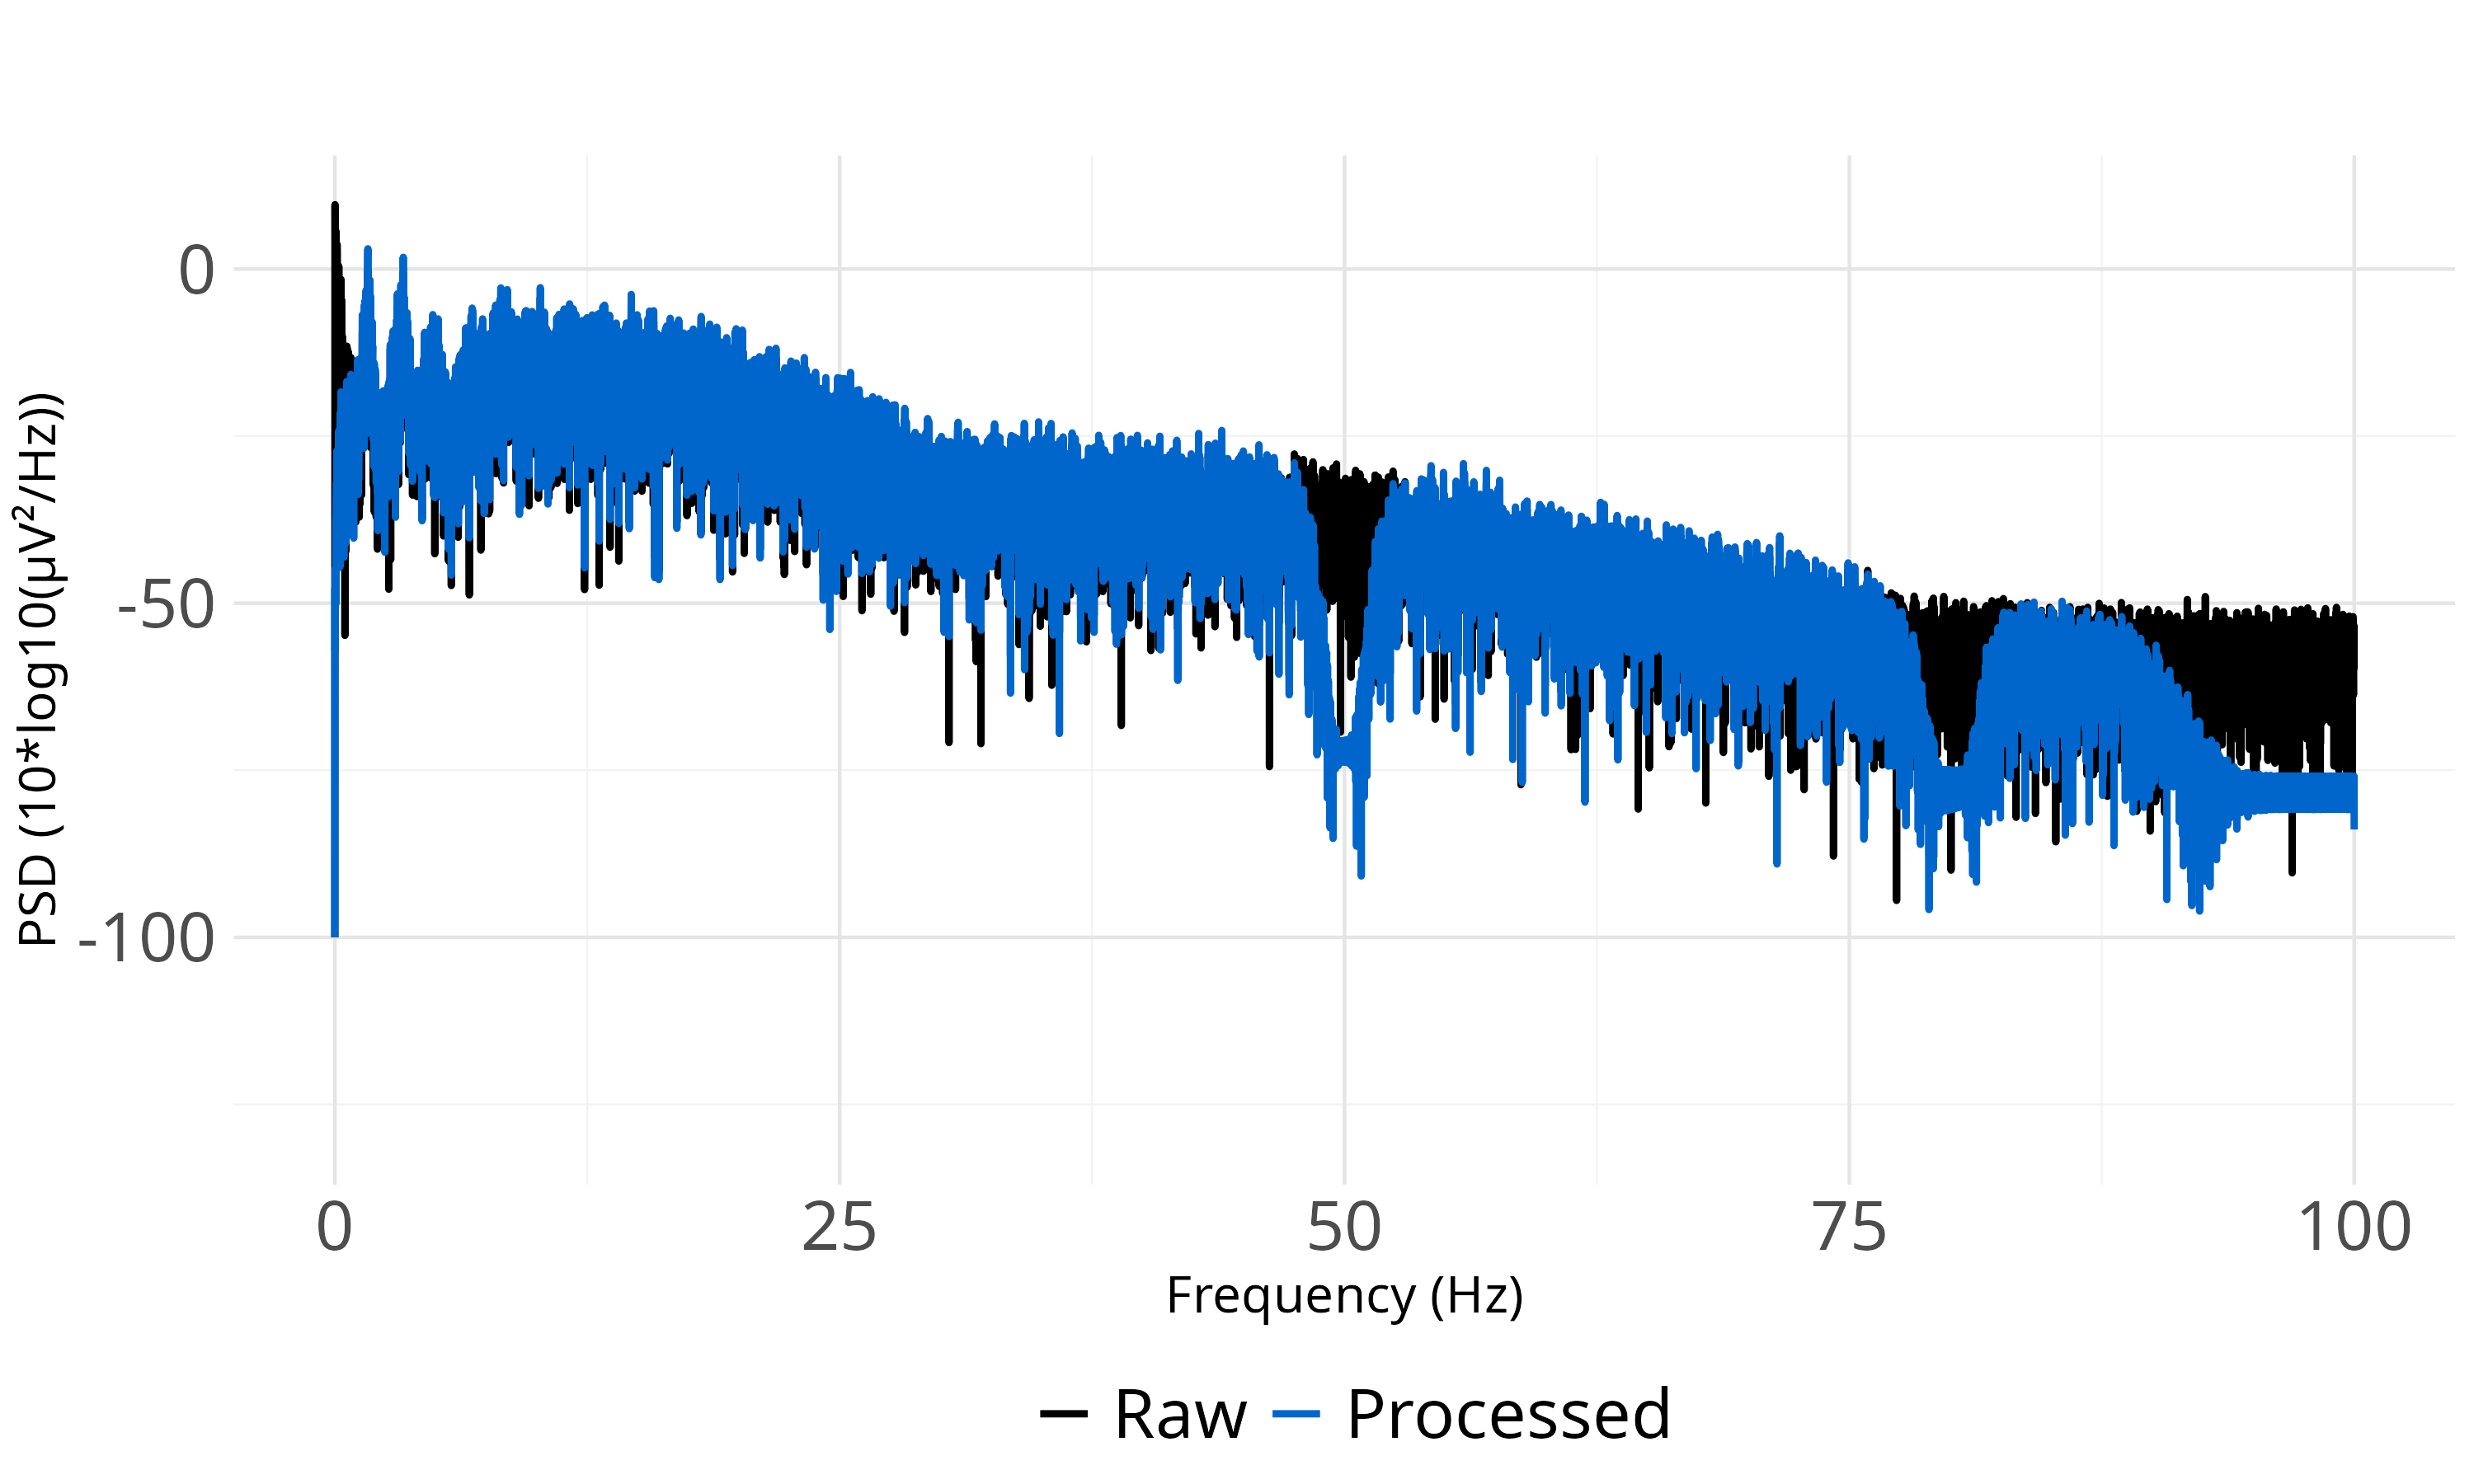 0
-50
-100
PSD (10*log10(µV²/Hz)))
0 25 50 75 100
Frequency (Hz)
Raw Processed